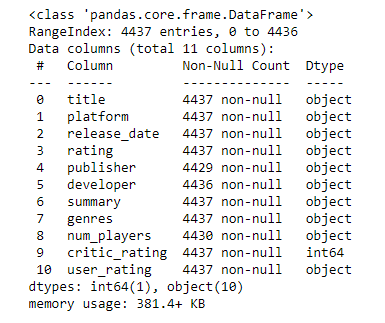 <class 'pandas.core.frame.DataFrame'>
RangeIndex: 4437 entries, 0 to 4436
Data columns (total 11 columns):
 #   Column         Non-Null Count  Dtype
---  ------         --------------  -----
 0   title          4437 non-null   object
 1   platform       4437 non-null   object
 2   release_date   4437 non-null   object
 3   rating         4437 non-null   object
 4   publisher      4429 non-null   object
 5   developer      4436 non-null   object
 6   summary        4437 non-null   object
 7   genres         4437 non-null   object
 8   num_players    4430 non-null   object
 9   critic_rating  4437 non-null   int64
 10  user_rating    4437 non-null   object
dtypes: int64(1), object(10)
memory usage: 381.4+ KB